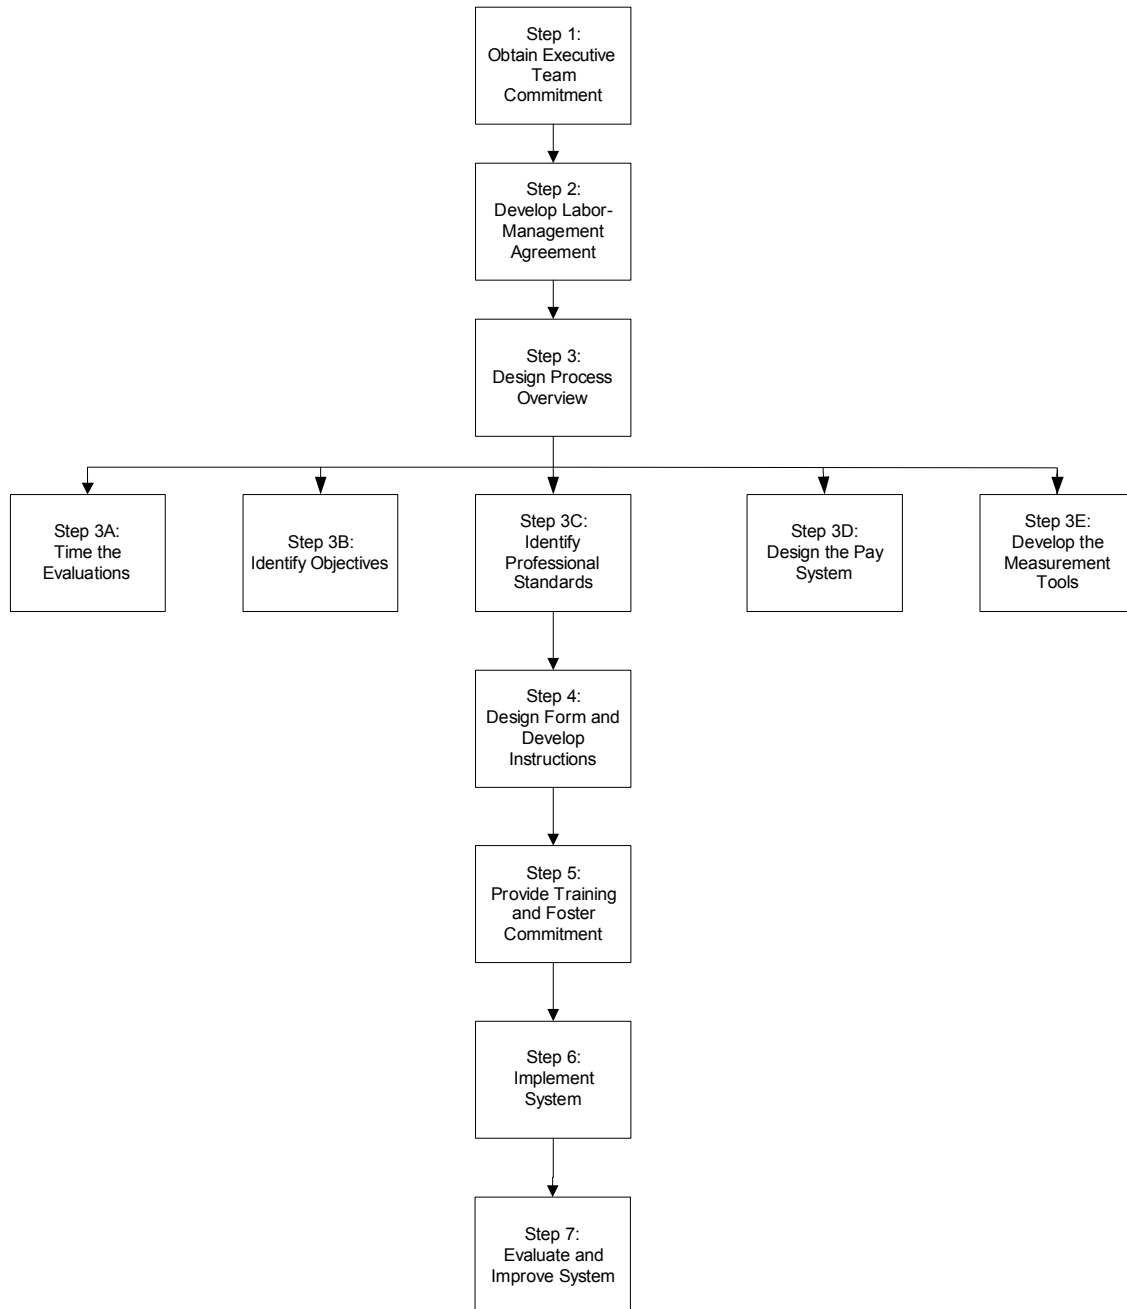 Step 1:
Obtain Executive
Team
Commitment
Step 2:
Develop Labor-
Management
Agreement
Step 3:
Design Process
Overview
Step 3A:
Time the
Evaluations
Step 3B:
Identify Objectives
Step 3C:
Identify
Professional
Standards
Step 3D:
Design the Pay
System
Step 3E:
Develop the
Measurement
Tools
Step 4:
Design Form and
Develop
Instructions
Step 5:
Provide Training
and Foster
Commitment
Step 6:
Implement
System
Step 7:
Evaluate and
Improve System